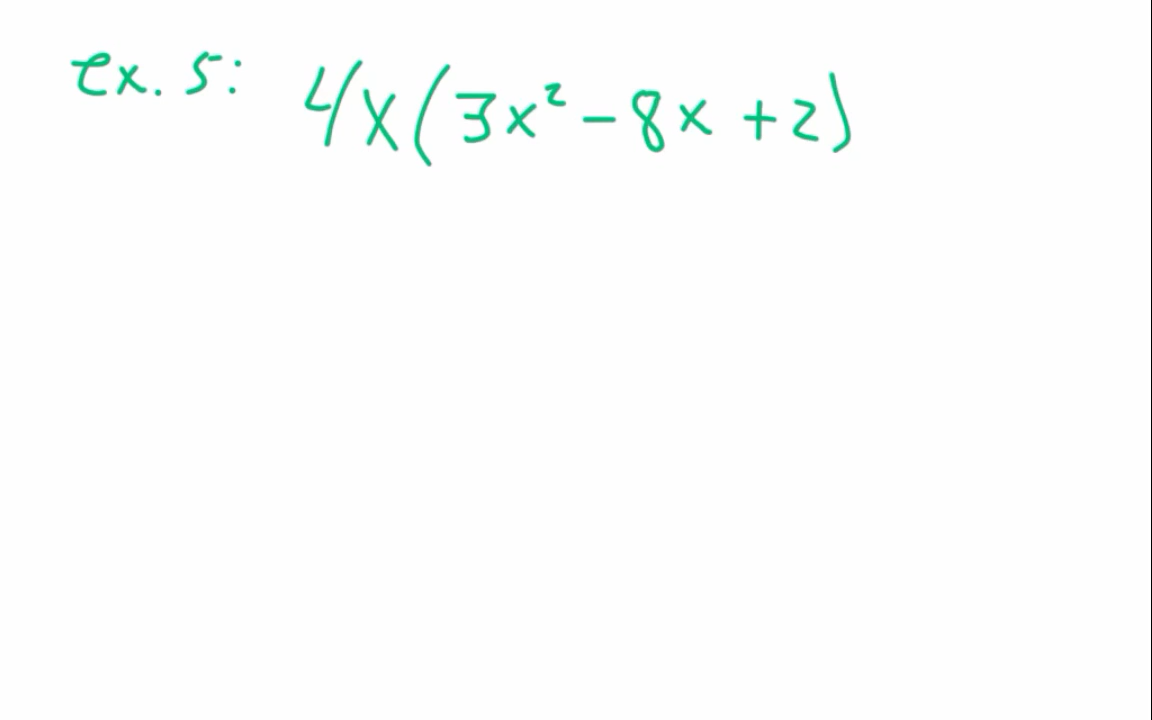 ex. 5: 4x(3x² - 8x + 2)